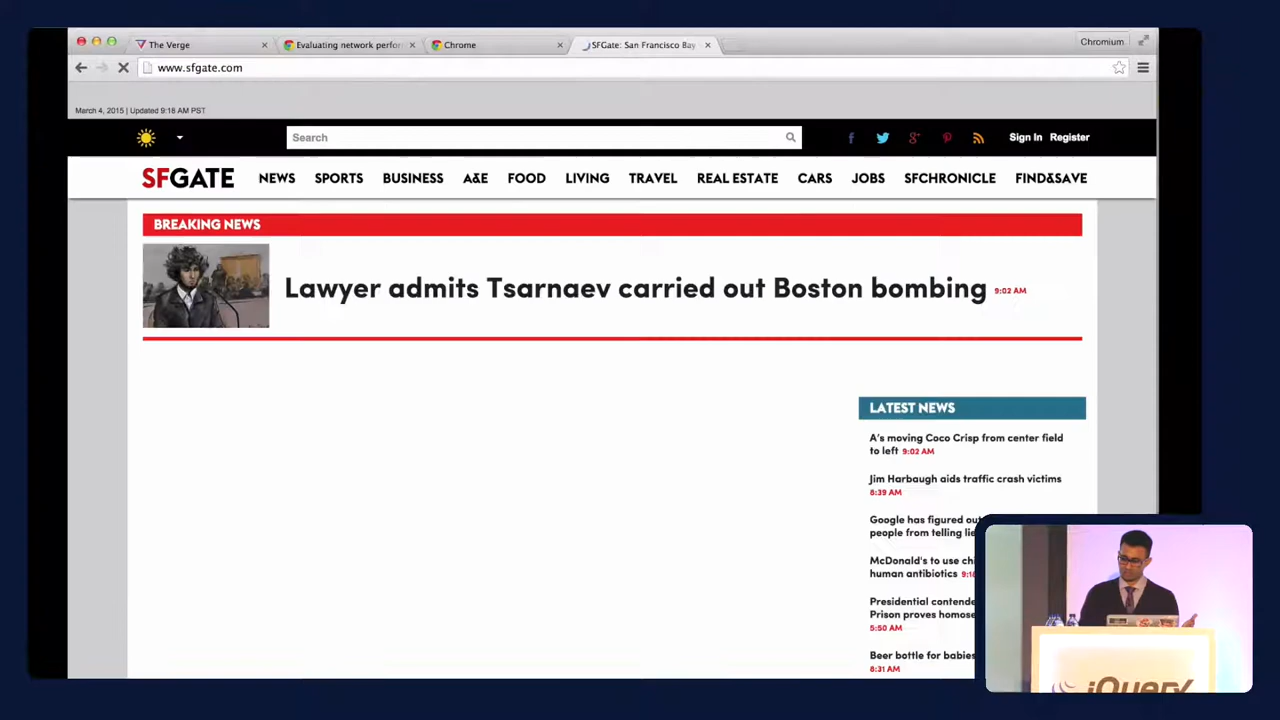 The Verge
Evaluating network perfor
Chrome
SFGate: San Francisco Bay
Chromium
www.sfgate.com
March 4, 2015 | Updated 9:18 AM PST
Search
Sign In Register
SFGATE NEWS SPORTS BUSINESS A&E FOOD LIVING TRAVEL REAL ESTATE CARS JOBS SFCHRONICLE FIND&SAVE
BREAKING NEWS
Lawyer admits Tsarnaev carried out Boston bombing 9:02 AM
LATEST NEWS
A's moving Coco Crisp from center field
to left 9:02 AM
Jim Harbaugh aids traffic crash victims
8:39 AM
Google has figured ou
people from telling lie
McDonald's to use chi
human antibiotics 9:18
Presidential contende
Prison proves homose
5:50 AM
Beer bottle for babies
8:31 AM
jQuery